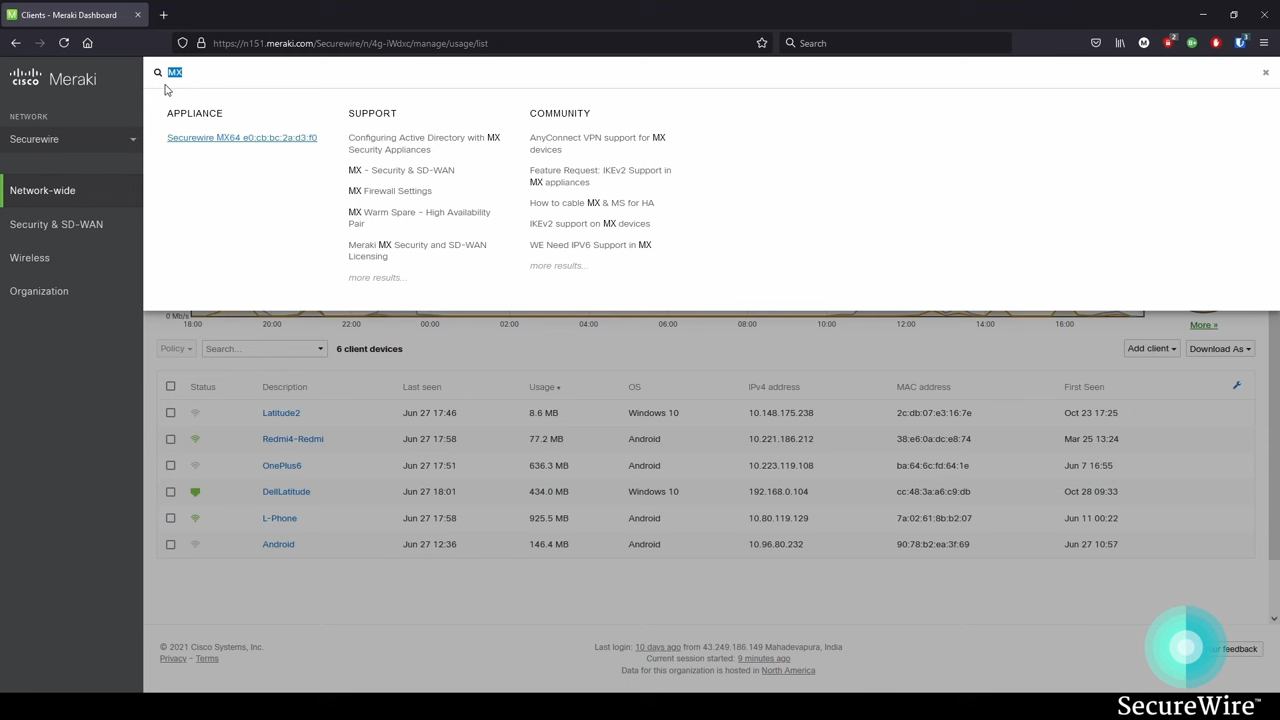 Clients - Meraki Dashboard
https://n151.meraki.com/Securewire/n/4g-iWdxc/manage/usage/list
Search
2
3
CISCO Meraki
MX
NETWORK
Securewire
Network-wide
Security & SD-WAN
Wireless
Organization
APPLIANCE
Securewire MX64 e0:cb:bc:2a:d3:f0
SUPPORT
Configuring Active Directory with MX
Security Appliances
MX - Security & SD-WAN
MX Firewall Settings
MX Warm Spare - High Availability
Pair
Meraki MX Security and SD-WAN
Licensing
more results...
COMMUNITY
AnyConnect VPN support for MX
devices
Feature Request: IKEv2 Support in
MX appliances
How to cable MX & MS for HA
IKEv2 support on MX devices
WE Need IPV6 Support in MX
more results...
0 Mb/s
18:00 20:00 22:00 00:00 02:00 04:00 06:00 08:00 10:00 12:00 14:00 16:00
More »
Policy Search... 6 client devices Add client Download As
Status Description Last seen Usage OS IPv4 address MAC address First Seen
Latitude2 Jun 27 17:46 8.6 MB Windows 10 10.148.175.238 2c:db:07:e3:16:7e Oct 23 17:25
Redmi4-Redmi Jun 27 17:58 77.2 MB Android 10.221.186.212 38:e6:0a:dc:e8:74 Mar 25 13:24
OnePlus6 Jun 27 17:51 636.3 MB Android 10.223.119.108 ba:64:6c:fd:64:1e Jun 7 16:55
DellLatitude Jun 27 18:01 434.0 MB Windows 10 192.168.0.104 cc:48:3a:a6:c9:db Oct 28 09:33
L-Phone Jun 27 17:58 925.5 MB Android 10.80.119.129 7a:02:61:8b:b2:07 Jun 11 00:22
Android Jun 27 12:36 146.4 MB Android 10.96.80.232 90:78:b2:ea:3f:69 Jun 27 10:57
© 2021 Cisco Systems, Inc.
Privacy - Terms
Last login: 10 days ago from 43.249.186.149 Mahadevapura, India
Current session started: 9 minutes ago
Data for this organization is hosted in North America
feedback
SecureWire™